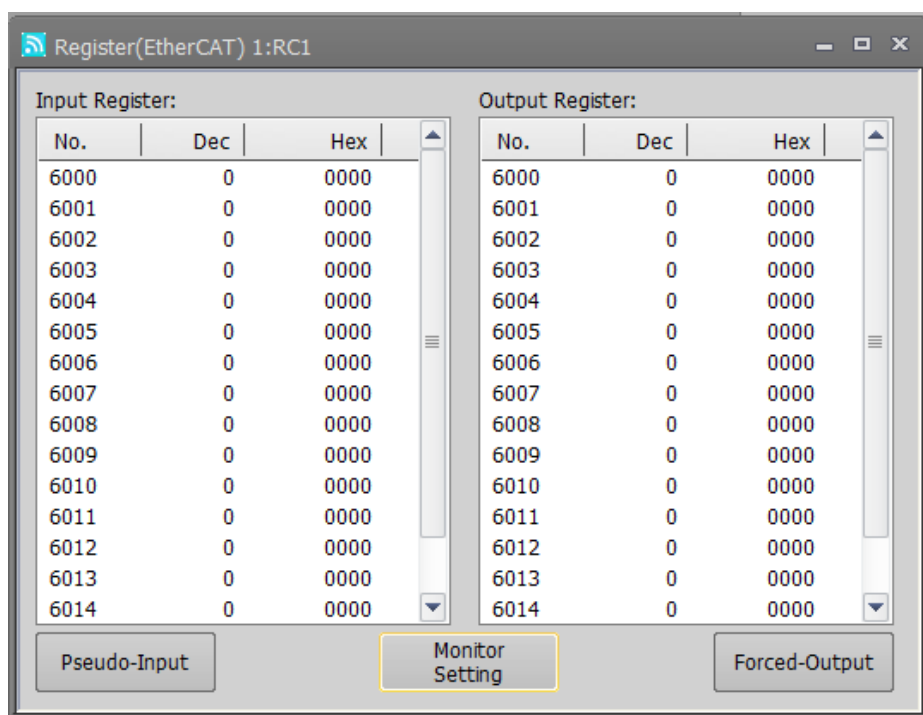 Register(EtherCAT) 1:RC1
Input Register: Output Register:
No. Dec Hex No. Dec Hex
6000 0 0000 6000 0 0000
6001 0 0000 6001 0 0000
6002 0 0000 6002 0 0000
6003 0 0000 6003 0 0000
6004 0 0000 6004 0 0000
6005 0 0000 6005 0 0000
6006 0 0000 6006 0 0000
6007 0 0000 6007 0 0000
6008 0 0000 6008 0 0000
6009 0 0000 6009 0 0000
6010 0 0000 6010 0 0000
6011 0 0000 6011 0 0000
6012 0 0000 6012 0 0000
6013 0 0000 6013 0 0000
6014 0 0000 6014 0 0000
Pseudo-Input
Monitor
Setting
Forced-Output